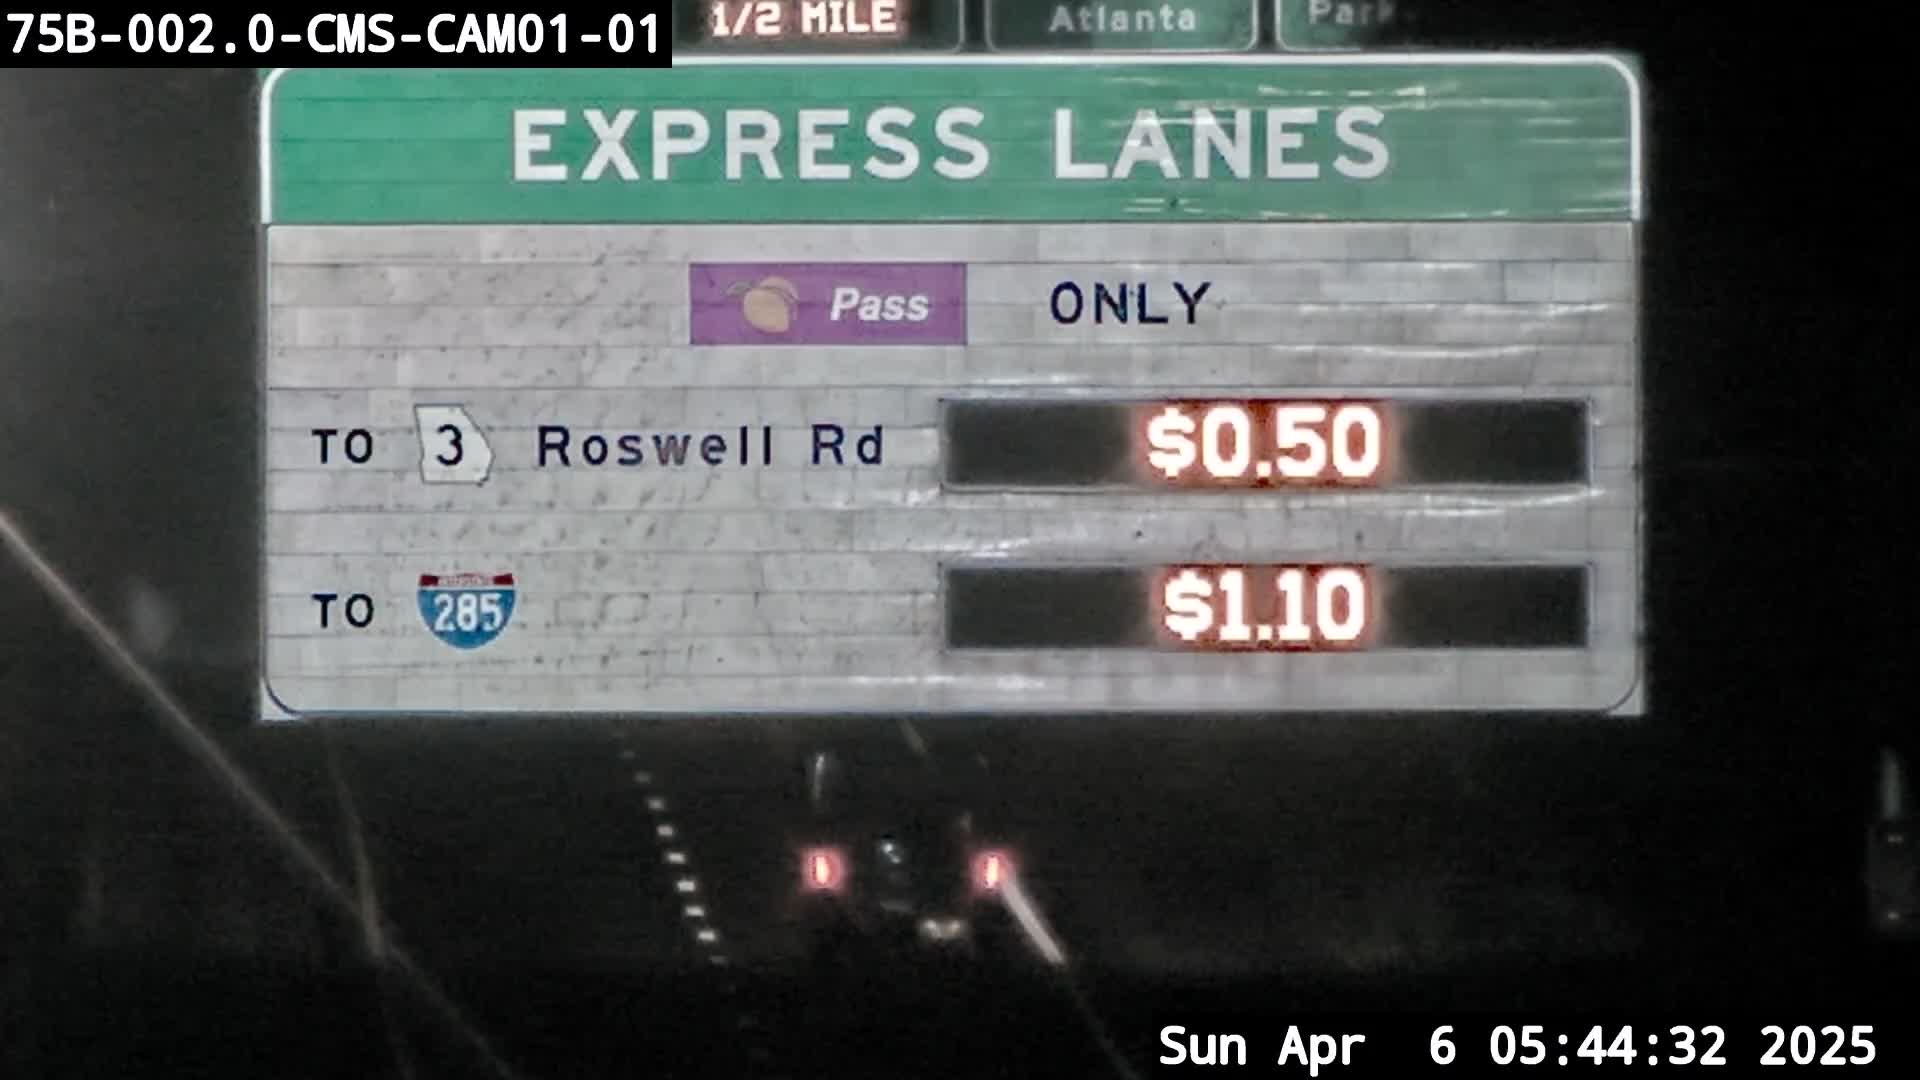 75B-002.0-CMS-CAM01-01
1/2 MILE
Atlanta
Park
EXPRESS LANES
Pass ONLY
TO 3 Roswell Rd $0.50
TO 285 $1.10
Sun Apr 6 05:44:32 2025